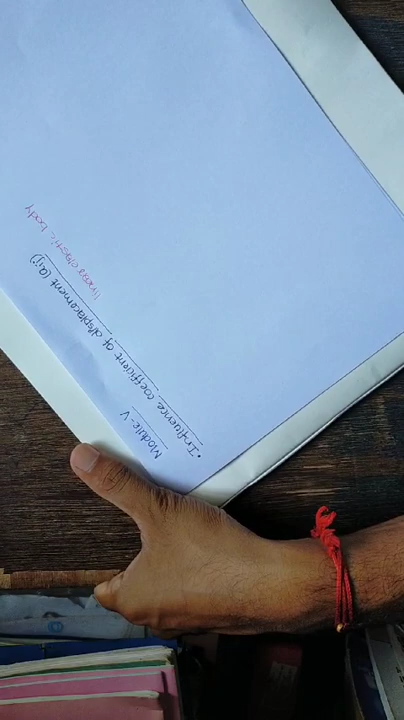 Module-V
• Influence coefficient of displacement (aij)
linear elastic body